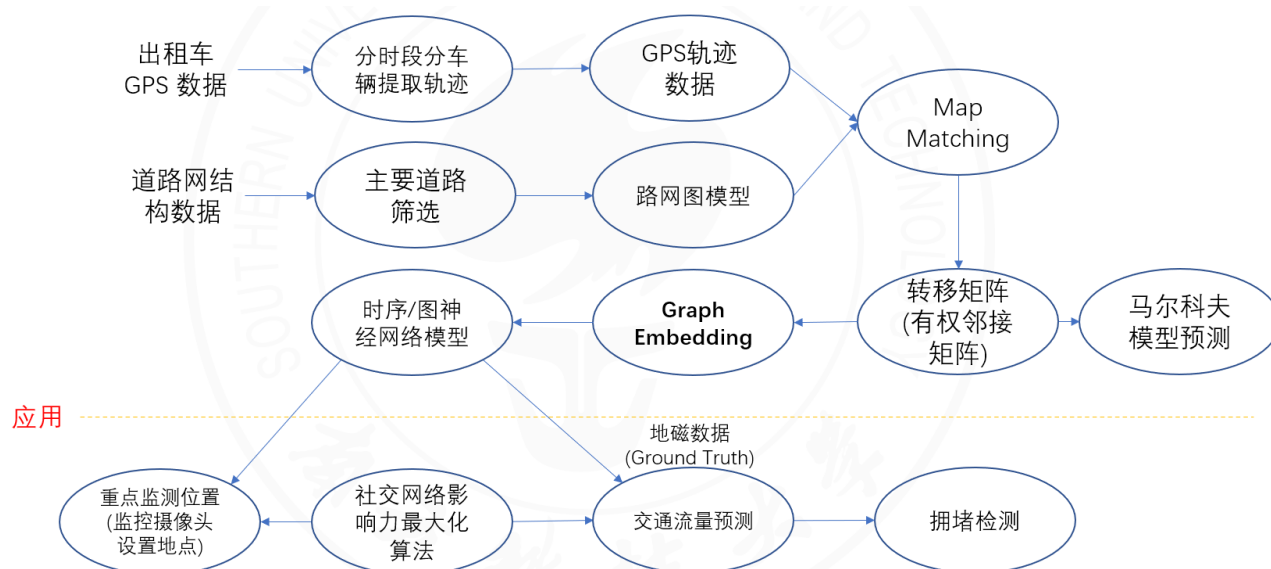 出租车
GPS 数据
分时段分车
辆提取轨迹
GPS轨迹
数据
Map
Matching
道路网结
构数据
主要道路
筛选
路网图模型
时序/图神
经网络模型
Graph
Embedding
转移矩阵
(有权邻接
矩阵)
马尔科夫
模型预测
应用
地磁数据
(Ground Truth)
重点监测位置
(监控摄像头
设置地点)
社交网络影
响力最大化
算法
交通流量预测
拥堵检测